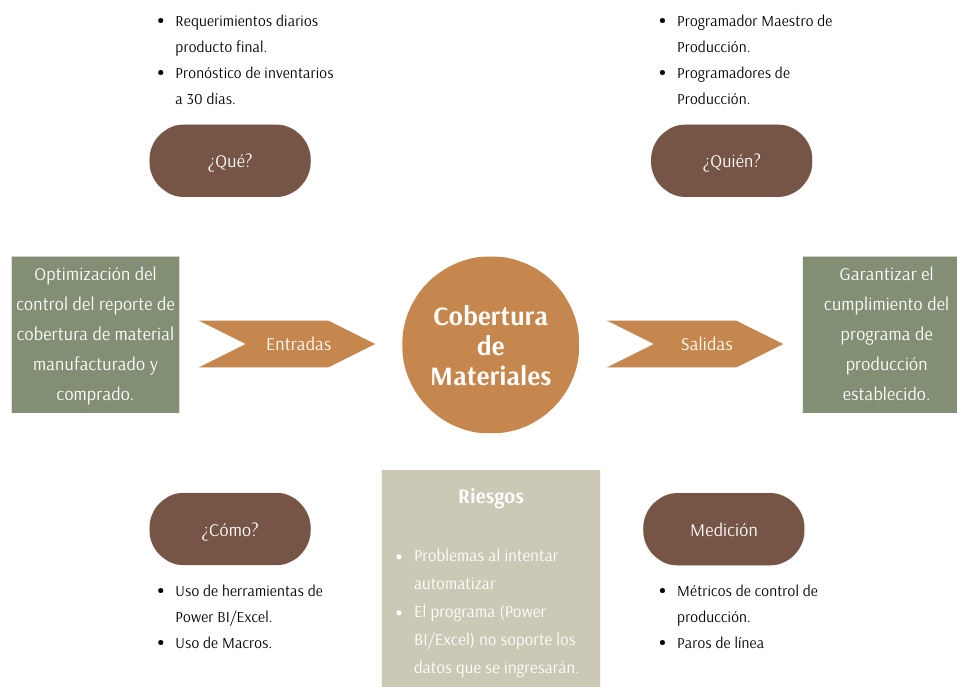 • Requerimientos diarios
producto final.
• Pronóstico de inventarios
a 30 días.
¿Qué?
• Programador Maestro de
Producción.
• Programadores de
Producción.
¿Quién?
Optimización del
control del reporte de
cobertura de material
manufacturado y
comprado.
Entradas
Cobertura
de
Materiales
Salidas
Garantizar el
cumplimiento del
programa de
producción
establecido.
¿Cómo?
• Uso de herramientas de
Power BI/Excel.
• Uso de Macros.
Riesgos
• Problemas al intentar
automatizar
• El programa (Power
BI/Excel) no soporte los
datos que se ingresarán.
Medición
• Métricos de control de
producción.
• Paros de línea